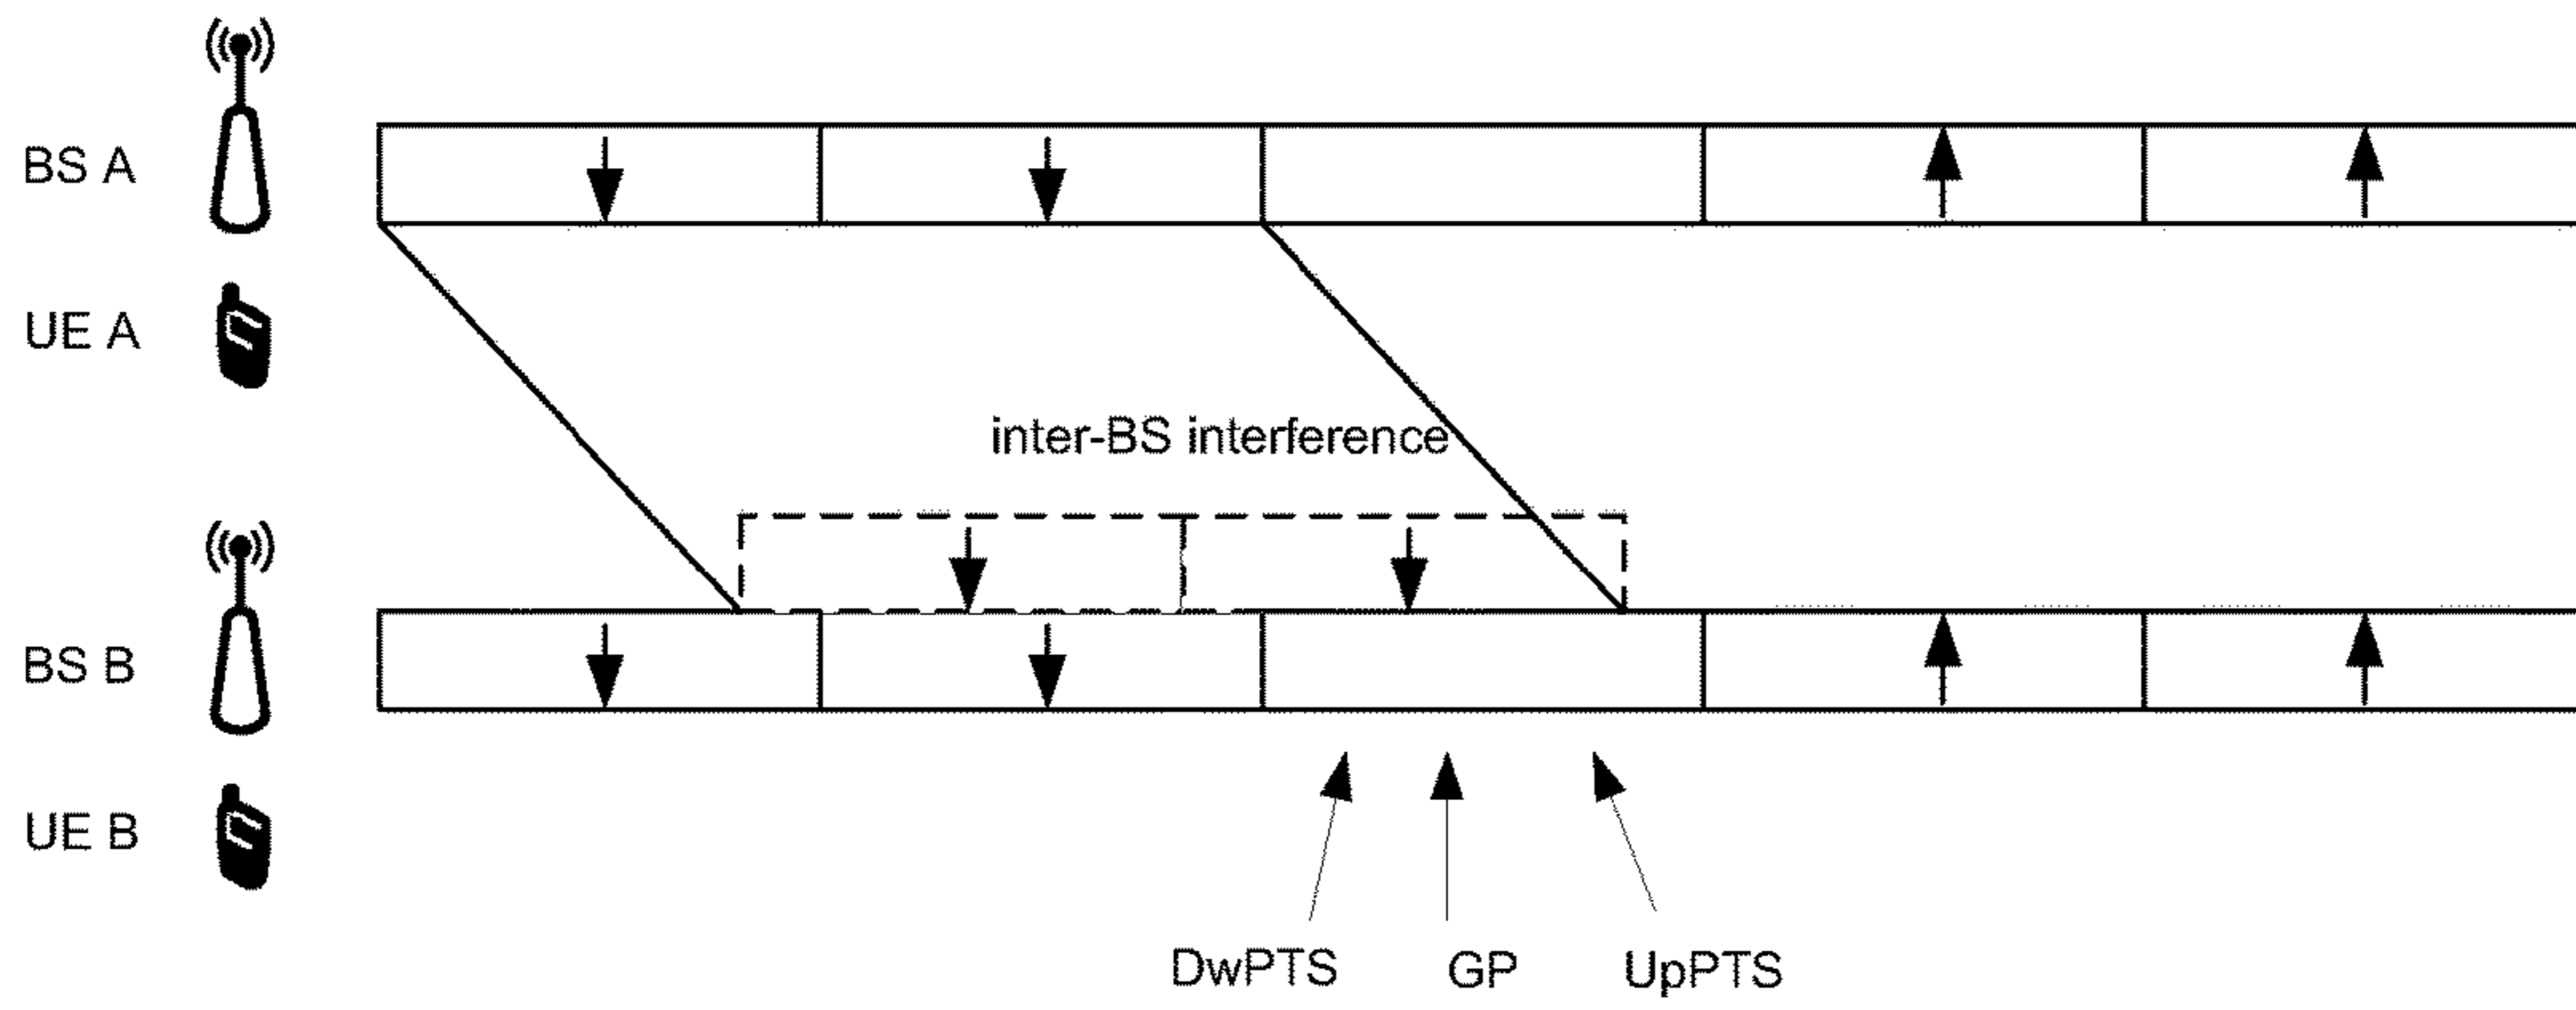 BS A
UE A
inter-BS interference
BS B
UE B
DwPTS
GP
UpPTS